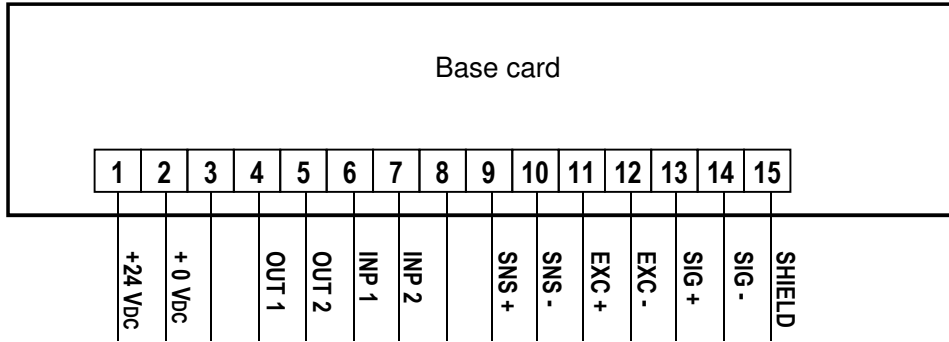 Base card
1 2 3 4 5 6 7 8 9 10 11 12 13 14 15
+24 VDC
+ 0 VDC
OUT 1
OUT 2
INP 1
INP 2
SNS +
SNS -
EXC +
EXC -
SIG +
SIG -
SHIELD